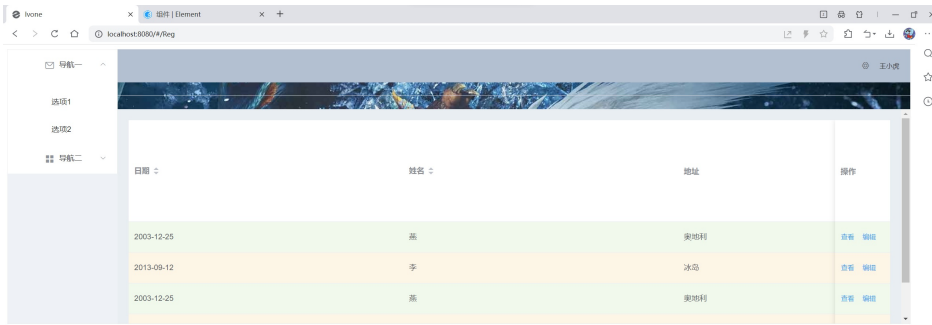 Ivone
组件 | Element
localhost:8080/#/Reg
导航一
王小虎
选项1
选项2
导航二
日期 姓名 地址 操作
2003-12-25 燕 奥地利 查看 编辑
2013-09-12 李 冰岛 查看 编辑
2003-12-25 燕 奥地利 查看 编辑